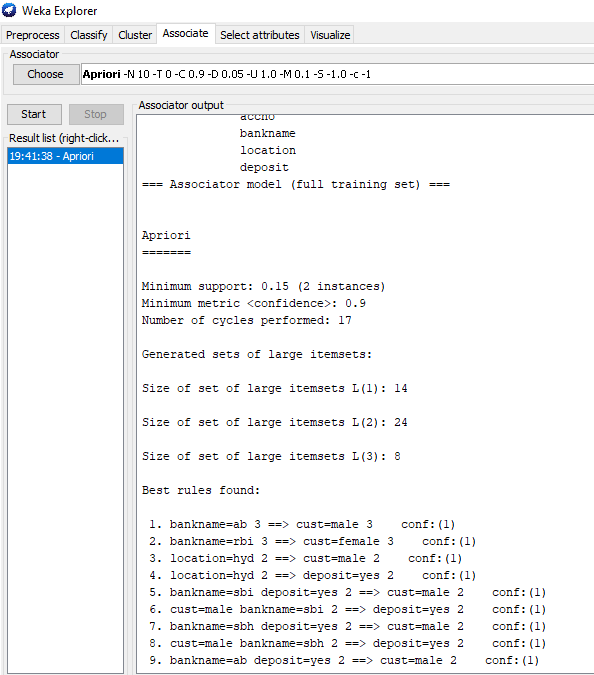 Weka Explorer
Preprocess Classify Cluster Associate Select attributes Visualize
Associator
Choose Apriori -N 10 -T 0 -C 0.9 -D 0.05 -U 1.0 -M 0.1 -S -1.0 -c -1
Start Stop
Result list (right-click...
19:41:38 - Apriori
Associator output
accno
bankname
location
deposit
=== Associator model (full training set) ===
Apriori
=======
Minimum support: 0.15 (2 instances)
Minimum metric <confidence>: 0.9
Number of cycles performed: 17
Generated sets of large itemsets:
Size of set of large itemsets L(1): 14
Size of set of large itemsets L(2): 24
Size of set of large itemsets L(3): 8
Best rules found:
1. bankname=ab 3 ==> cust=male 3    conf:(1)
2. bankname=rbi 3 ==> cust=female 3    conf:(1)
3. location=hyd 2 ==> cust=male 2    conf:(1)
4. location=hyd 2 ==> deposit=yes 2    conf:(1)
5. bankname=sbi deposit=yes 2 ==> cust=male 2    conf:(1)
6. cust=male bankname=sbi 2 ==> deposit=yes 2    conf:(1)
7. bankname=sbh deposit=yes 2 ==> cust=male 2    conf:(1)
8. cust=male bankname=sbh 2 ==> deposit=yes 2    conf:(1)
9. bankname=ab deposit=yes 2 ==> cust=male 2    conf:(1)